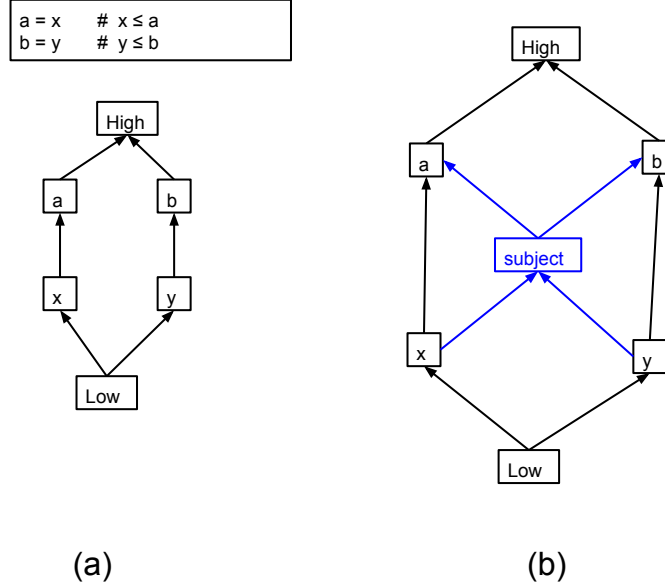 a = x # x ≤ a
b = y # y ≤ b
High
a
b
x
y
Low
(a)
High
a
b
subject
x
y
Low
(b)